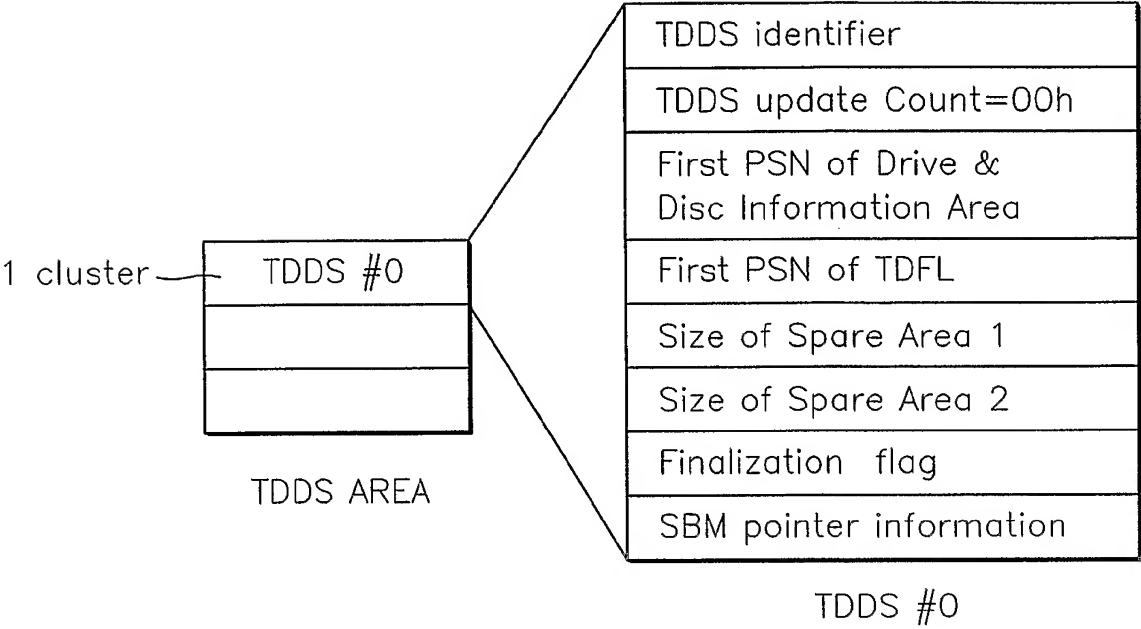 1 cluster
TDDS #0
TDDS AREA
TDDS identifier
TDDS update Count=00h
First PSN of Drive &
Disc Information Area
First PSN of TDFL
Size of Spare Area 1
Size of Spare Area 2
Finalization flag
SBM pointer information
TDDS #0